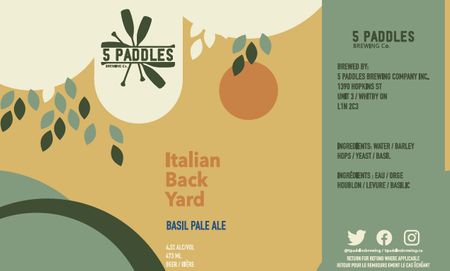 5 PADDLES
BREWING Co.
Italian
Back
Yard
BASIL PALE ALE
4.5% ALC/VOL
473 ML
BEER / BIÈRE
5 PADDLES
BREWING Co.
BREWED BY:
5 PADDLES BREWING COMPANY INC.,
1390 HOPKINS ST
UNIT 3 / WHITBY ON
L1N 2C3
INGREDIENTS: WATER / BARLEY
HOPS / YEAST / BASIL
INGRÉDIENTS : EAU / ORGE
HOUBLON / LEVURE / BASILIC
@5paddlesbrewing / 5paddlesbrewing.ca
RETURN FOR REFUND WHERE APPLICABLE
RETOUR POUR LE REMBOURSEMENT LE CAS ÉCHÉANT